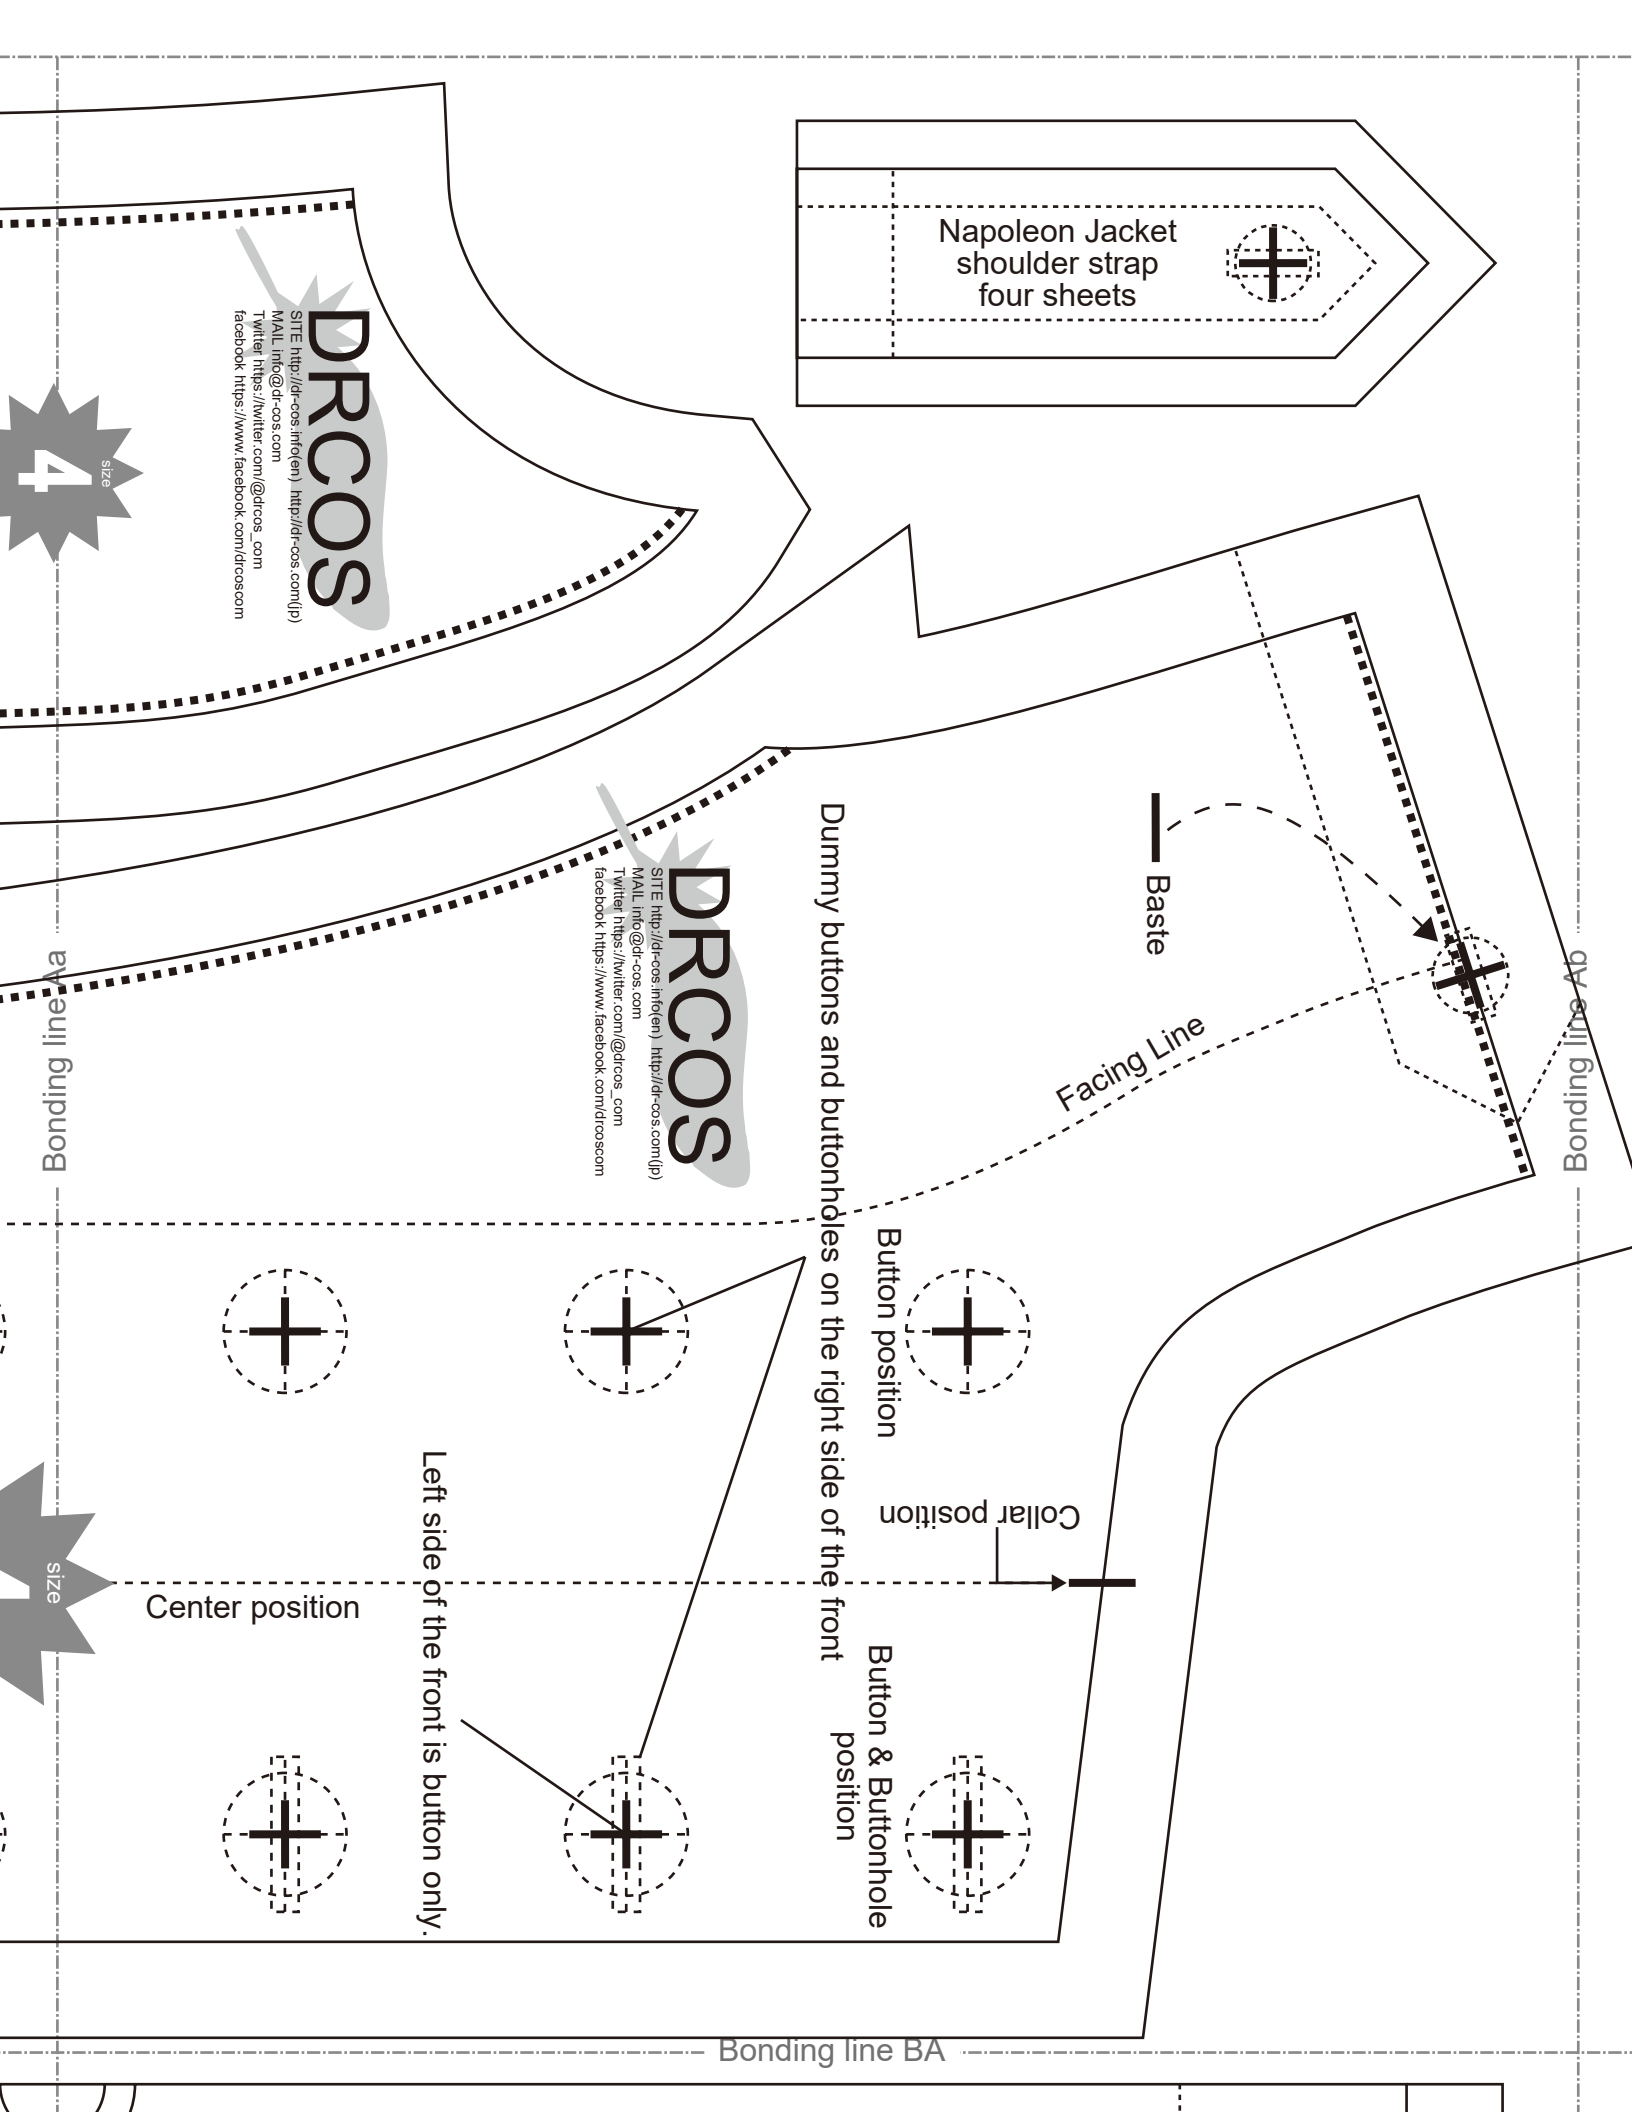 Napoleon Jacket
shoulder strap
four sheets
DRCOS
SITE http://dr-cos.info(en) http://dr-cos.com(jp)
MAIL info@dr-cos.com
Twitter https://twitter.com/@drcos_com
facebook https://www.facebook.com/drcoscom
size
4
Baste
DRCOS
SITE http://dr-cos.info(en) http://dr-cos.com(jp)
MAIL info@dr-cos.com
Twitter https://twitter.com/@drcos_com
facebook https://www.facebook.com/drcoscom
Dummy buttons and buttonholes on the right side of the front
Bonding line Aa
Bonding line Ab
Facing Line
Button position
Collar position
Left side of the front is button only.
size
Center position
Button & Buttonhole
position
Bonding line BA